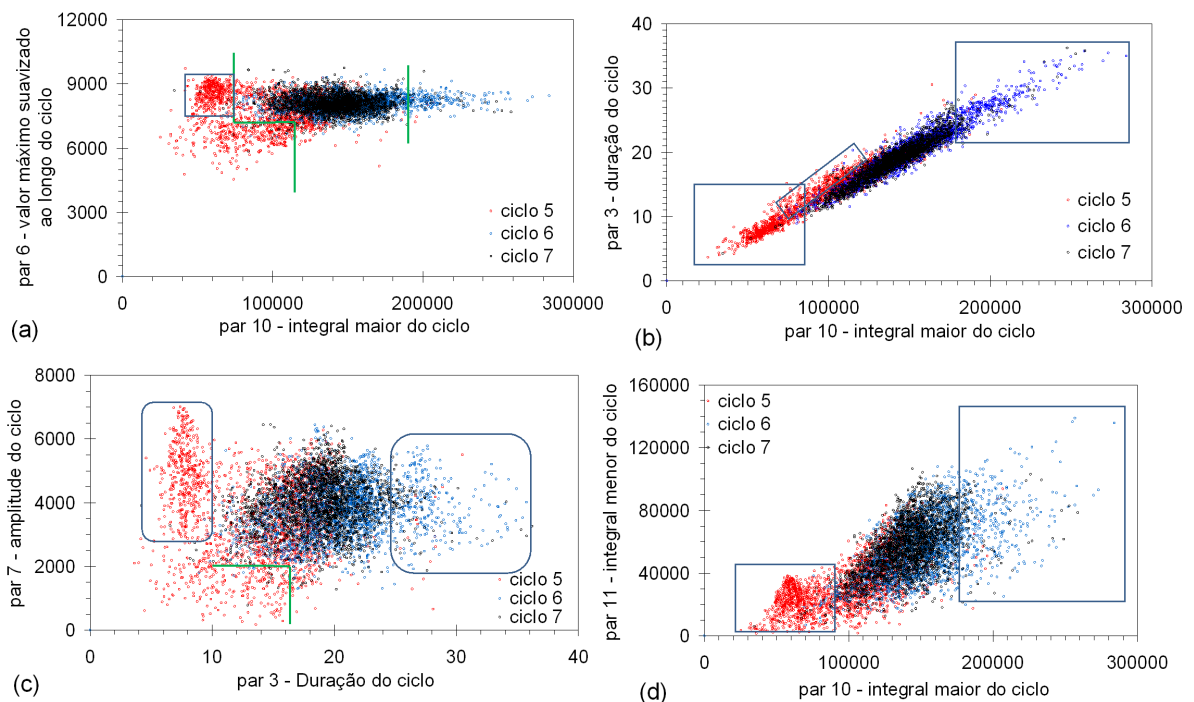 12000
9000
6000
3000
0
par 6 - valor máximo suavizado
ao longo do ciclo
ciclo 5
ciclo 6
ciclo 7
0 100000 200000 300000
par 10 - integral maior do ciclo
(a)
40
30
20
10
0
par 3 - duração do ciclo
ciclo 5
ciclo 6
ciclo 7
0 100000 200000 300000
par 10 - integral maior do ciclo
(b)
8000
6000
4000
2000
0
par 7 - amplitude do ciclo
ciclo 5
ciclo 6
ciclo 7
0 10 20 30 40
par 3 - Duração do ciclo
(c)
160000
120000
80000
40000
0
par 11 - integral menor do ciclo
ciclo 5
ciclo 6
ciclo 7
0 100000 200000 300000
par 10 - integral maior do ciclo
(d)